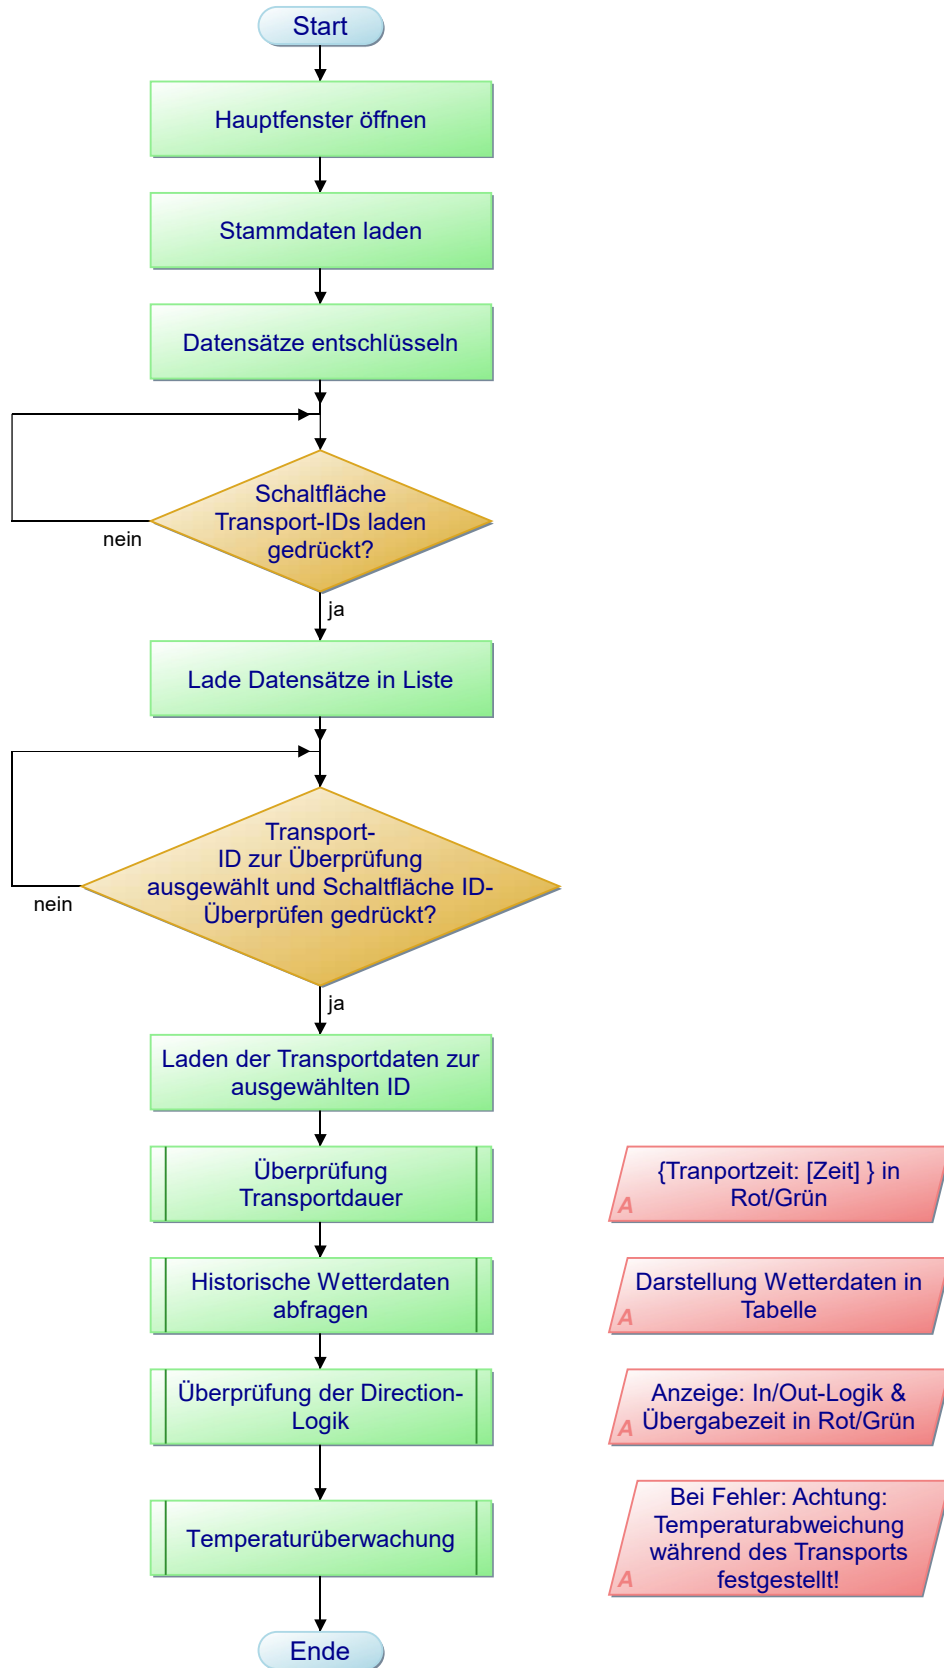 Start
Hauptfenster öffnen
Stammdaten laden
Datensätze entschlüsseln
Schaltfläche
Transport-IDs laden
gedrückt?
nein
ja
Lade Datensätze in Liste
Transport-
ID zur Überprüfung
ausgewählt und Schaltfläche ID-
Überprüfen gedrückt?
nein
ja
Laden der Transportdaten zur
ausgewählten ID
Überprüfung
Transportdauer
{Tranportzeit: [Zeit] } in
Rot/Grün
A
Historische Wetterdaten
abfragen
Darstellung Wetterdaten in
Tabelle
A
Überprüfung der Direction-
Logik
Anzeige: In/Out-Logik &
Übergabezeit in Rot/Grün
A
Temperaturüberwachung
Bei Fehler: Achtung:
Temperaturabweichung
während des Transports
festgestellt!
A
Ende